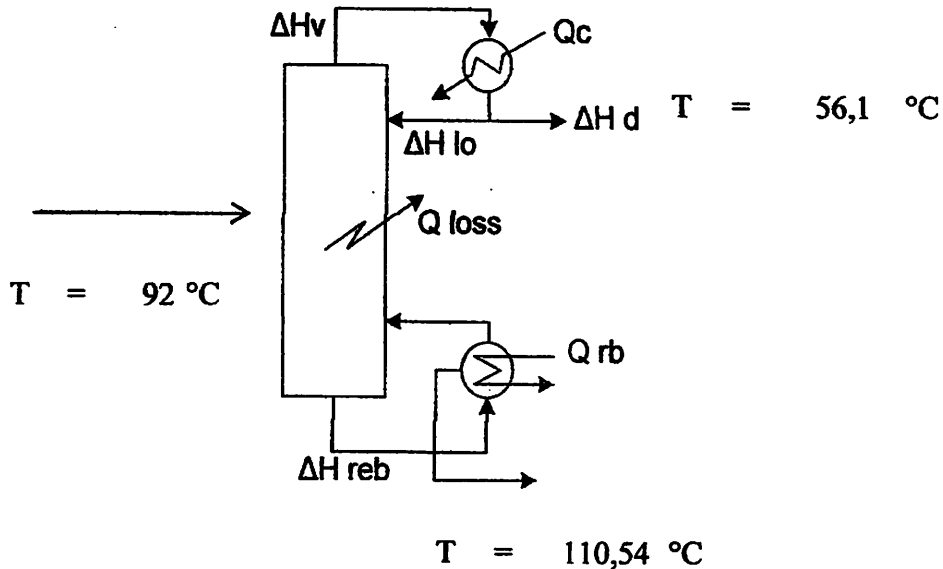 ΔHv
Qc
ΔH d T = 56,1 °C
ΔH lo
Q loss
T = 92 °C
Q rb
ΔH reb
T = 110,54 °C